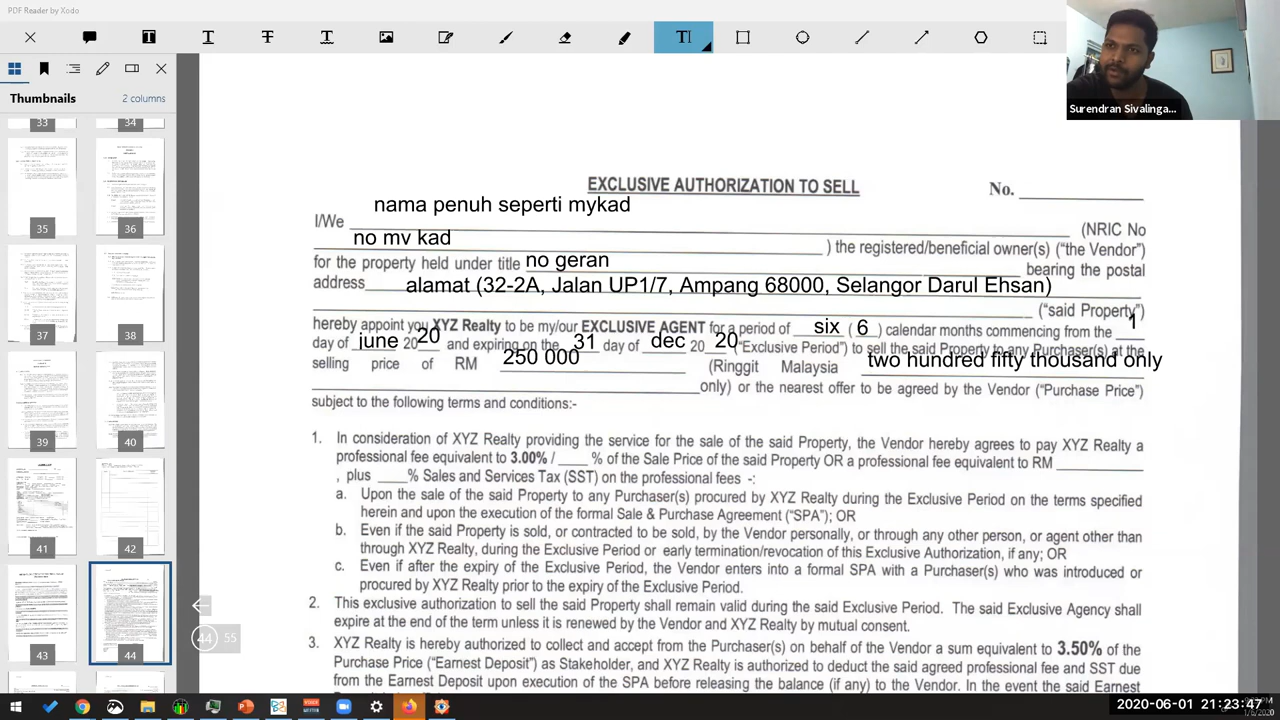 PDF Reader by Xodo
Thumbnails 2 columns
33 34
35 36
37 38
39 40
41 42
43 44
44 55
Surendran Sivalinga...
EXCLUSIVE AUTHORIZATION TO SELL No.
nama penuh seperti mykad
I/We (NRIC No
no my kad ) the registered/beneficial owner(s) (“the Vendor”)
for the property held under title no geran bearing the postal
address alamat (32-2A, Jalan UP1/7, Ampang 68000, Selangor Darul Ehsan)
(“said Property”)
hereby appoint you XYZ Realty to be my/our EXCLUSIVE AGENT for a period of six ( 6 ) calendar months commencing from the 1
day of june 20 20 and expiring on the 31 day of dec 20 20 “Exclusive Period”) to sell the said Property to any Purchaser(s) at the
selling price of RM 250 000 (Ringgit Malaysia two hundred fifty thousand only
only) or the nearest offer to be agreed by the Vendor (“Purchase Price”)
subject to the following terms and conditions:-
1. In consideration of XYZ Realty providing the service for the sale of the said Property, the Vendor hereby agrees to pay XYZ Realty a
professional fee equivalent to 3.00% / ____ % of the Sale Price of the said Property OR a professional fee equivalent to RM
, plus ____% Sales and Services Tax (SST) on the professional fees :-
a. Upon the sale of the said Property to any Purchaser(s) procured by XYZ Realty during the Exclusive Period on the terms specified
herein and upon the execution of the formal Sale & Purchase Agreement (“SPA”); OR
b. Even if the said Property is sold, or contracted to be sold, by the Vendor personally, or through any other person, or agent other than
through XYZ Realty, during the Exclusive Period or early termination/revocation of this Exclusive Authorization, if any; OR
c. Even if after the expiry of the Exclusive Period, the Vendor enters into a formal SPA with a Purchaser(s) who was introduced or
procured by XYZ Realty prior to the expiry of the Exclusive Period.
2. This exclusive authorization to sell the said Property shall remain valid during the said Exclusive Period. The said Exclusive Agency shall
expire at the end of the term unless it is renewed by the Vendor and XYZ Realty by mutual consent.
3. XYZ Realty is hereby authorized to collect and accept from the Purchaser(s) on behalf of the Vendor a sum equivalent to 3.50% of the
Purchase Price (“Earnest Deposit”) as Stakeholder, and XYZ Realty is authorized to deduct the said agreed professional fee and SST due
from the Earnest Deposit upon execution of the SPA before releasing the balance (if any) to the Vendor. In the event the said Earnest
2020-06-01 21:23:47